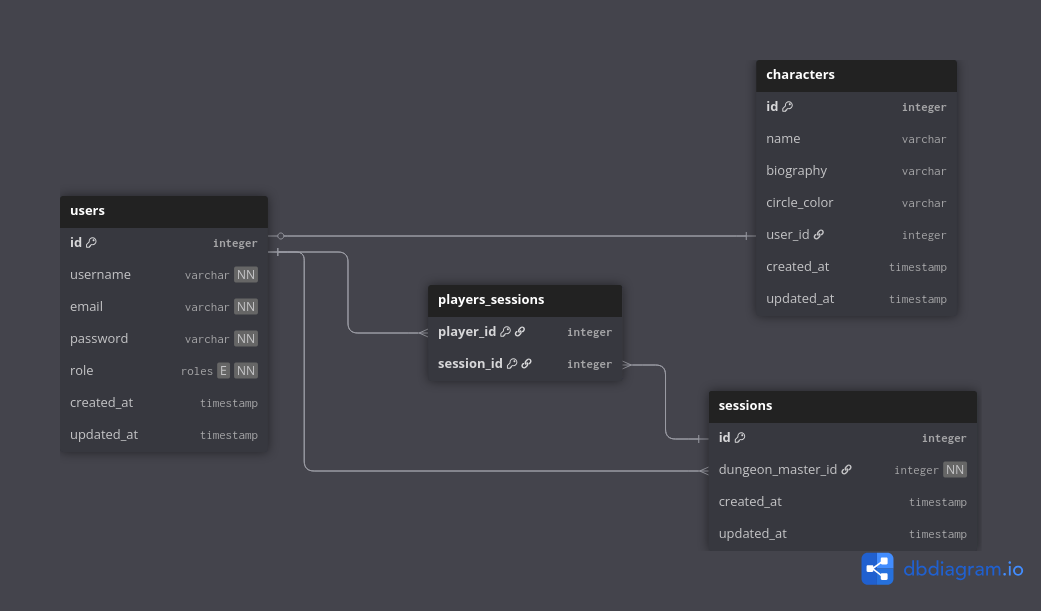 characters
id integer
name varchar
biography varchar
circle_color varchar
user_id integer
created_at timestamp
updated_at timestamp
users
id integer
username varchar NN
email varchar NN
password varchar NN
role roles E NN
created_at timestamp
updated_at timestamp
players_sessions
player_id integer
session_id integer
sessions
id integer
dungeon_master_id integer NN
created_at timestamp
updated_at timestamp
dbdiagram.io